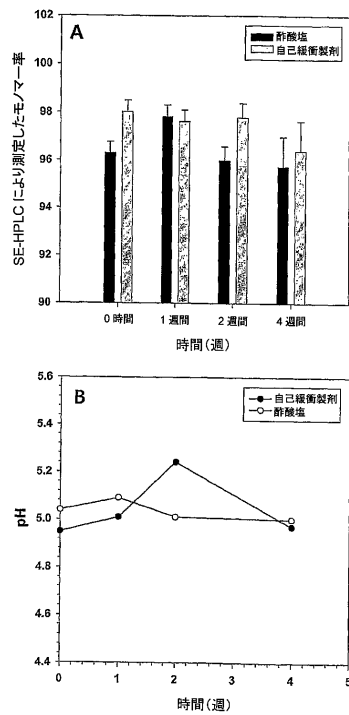 A
酢酸塩
自己緩衝製剤
SE-HPLC により測定したモノマー率
102
100
98
96
94
92
90
0 時間
1 週間
2 週間
4 週間
時間(週)
B
自己緩衝製剤
酢酸塩
pH
5.6
5.4
5.2
5.0
4.8
4.6
4.4
0
1
2
3
4
5
時間(週)